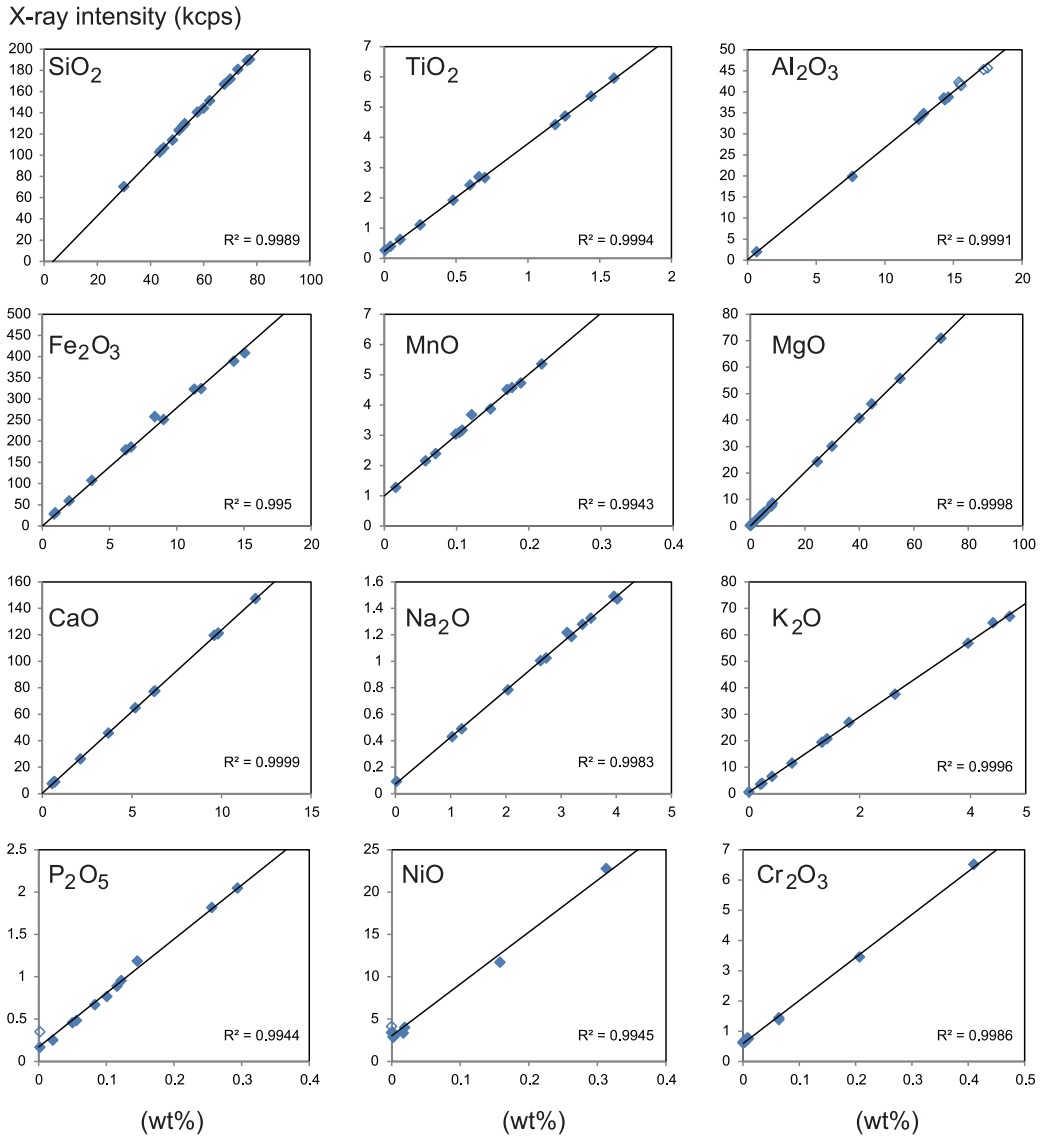 X-ray intensity (kcps)
SiO2
200
180
160
140
120
100
80
60
40
20
0
R² = 0.9989
20 40 60 80 100
TiO2
7
6
5
4
3
2
1
0
R² = 0.9994
0 0.5 1 1.5 2
Al2O3
50
45
40
35
30
25
20
15
10
5
0
R² = 0.9991
0 5 10 15 20
Fe2O3
500
450
400
350
300
250
200
150
100
50
0
R² = 0.995
0 5 10 15 20
MnO
7
6
5
4
3
2
1
0
R² = 0.9943
0 0.1 0.2 0.3 0.4
MgO
80
70
60
50
40
30
20
10
0
R² = 0.9998
0 20 40 60 80 100
CaO
160
140
120
100
80
60
40
20
0
R² = 0.9999
0 5 10 15
Na2O
1.6
1.4
1.2
1
0.8
0.6
0.4
0.2
0
R² = 0.9983
0 1 2 3 4 5
K2O
80
70
60
50
40
30
20
10
0
R² = 0.9996
0 2 4 5
P2O5
2.5
2
1.5
1
0.5
0
R² = 0.9944
0 0.1 0.2 0.3 0.4
NiO
25
20
15
10
5
0
R² = 0.9945
0 0.1 0.2 0.3 0.4
Cr2O3
7
6
5
4
3
2
1
0
R² = 0.9986
0 0.1 0.2 0.3 0.4 0.5
(wt%) (wt%) (wt%)